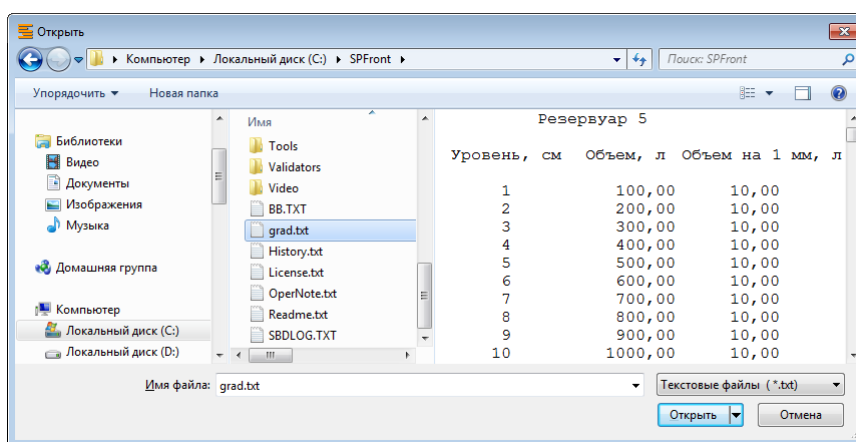 Открыть
Компьютер ▸ Локальный диск (C:) ▸ SPFront ▸
Поиск: SPFront
Упорядочить ▼ Новая папка
Библиотеки
Видео
Документы
Изображения
Музыка
Домашняя группа
Компьютер
Локальный диск (C:)
Локальный диск (D:)
Имя
Tools
Validators
Video
BB.TXT
grad.txt
History.txt
License.txt
OperNote.txt
Readme.txt
SBDLOG.TXT
Резервуар 5
Уровень, см Объем, л Объем на 1 мм, л
1 100,00 10,00
2 200,00 10,00
3 300,00 10,00
4 400,00 10,00
5 500,00 10,00
6 600,00 10,00
7 700,00 10,00
8 800,00 10,00
9 900,00 10,00
10 1000,00 10,00
Имя файла: grad.txt
Текстовые файлы (*.txt)
Открыть Отмена